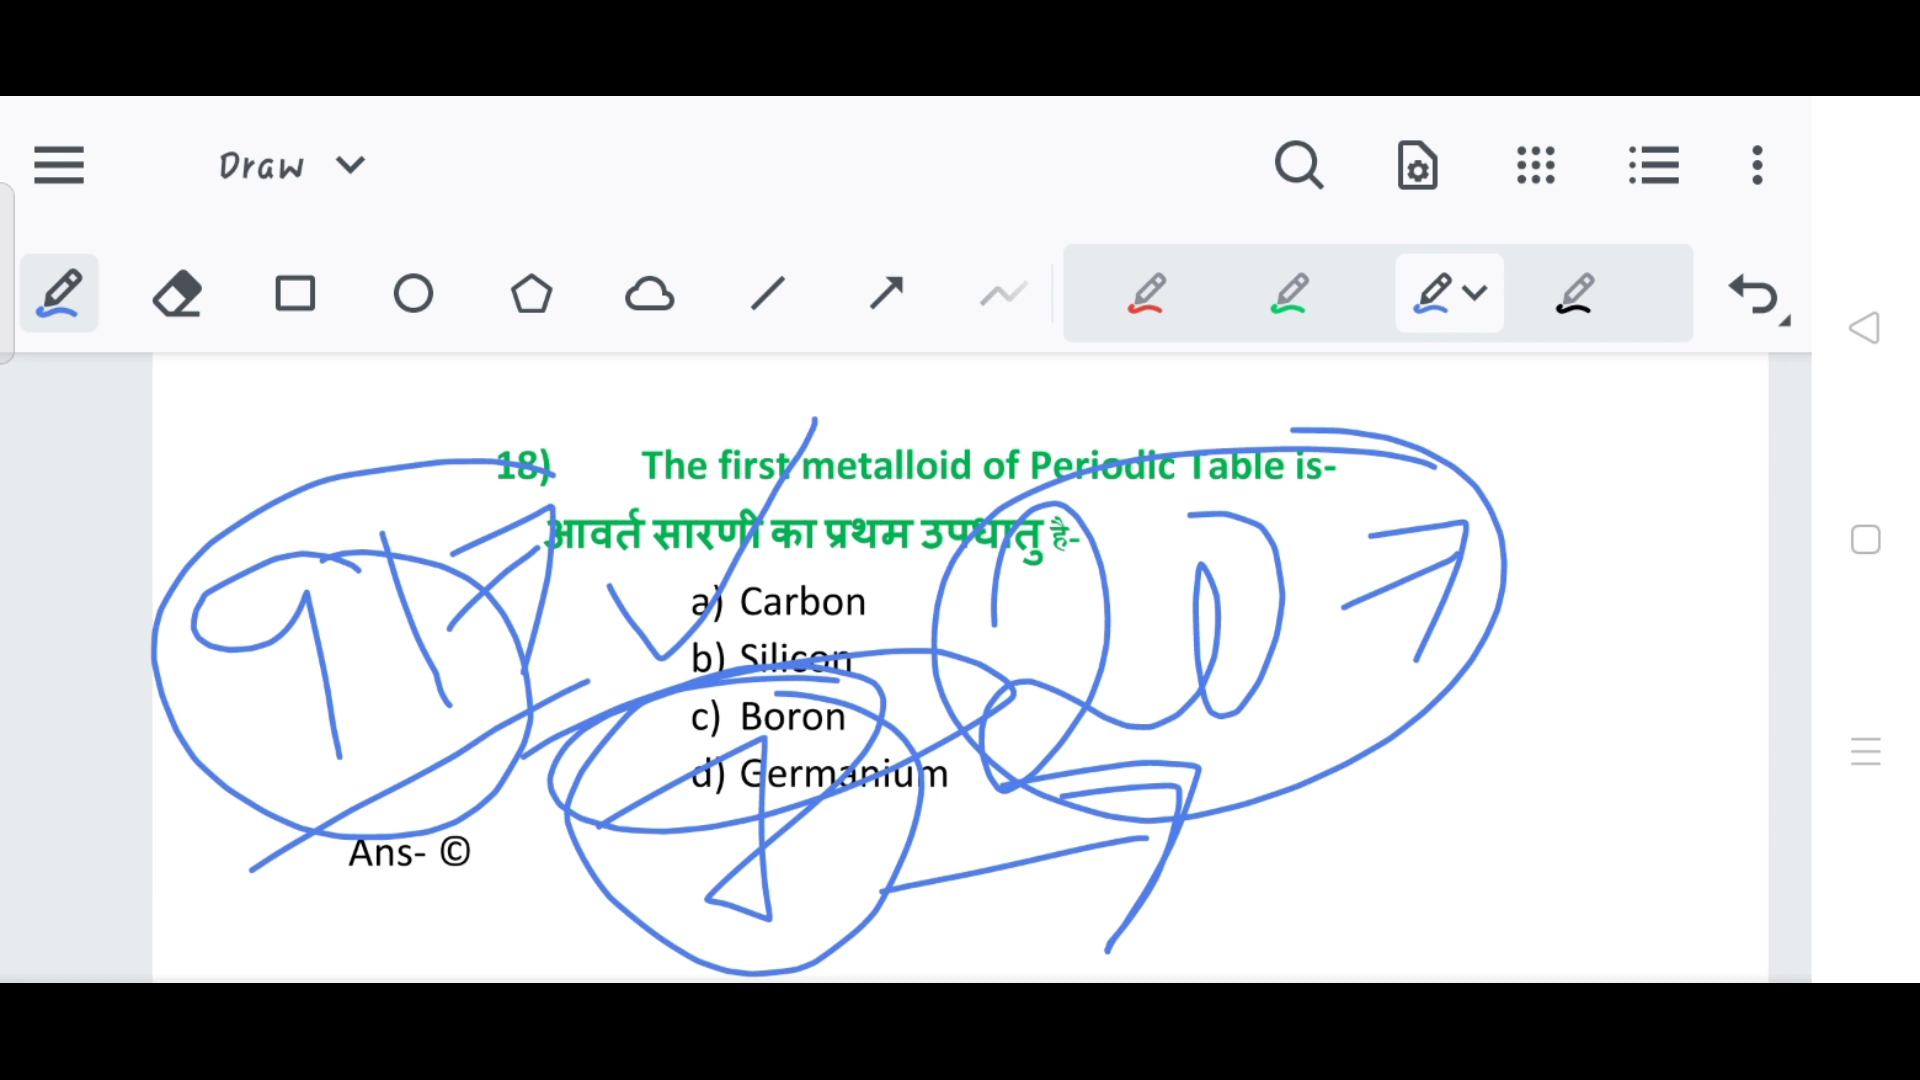 Draw
18) The first metalloid of Periodic Table is-
आवर्त सारणी का प्रथम उपधातु है-
a) Carbon
b) Silicon
c) Boron
d) Germanium
Ans- ©